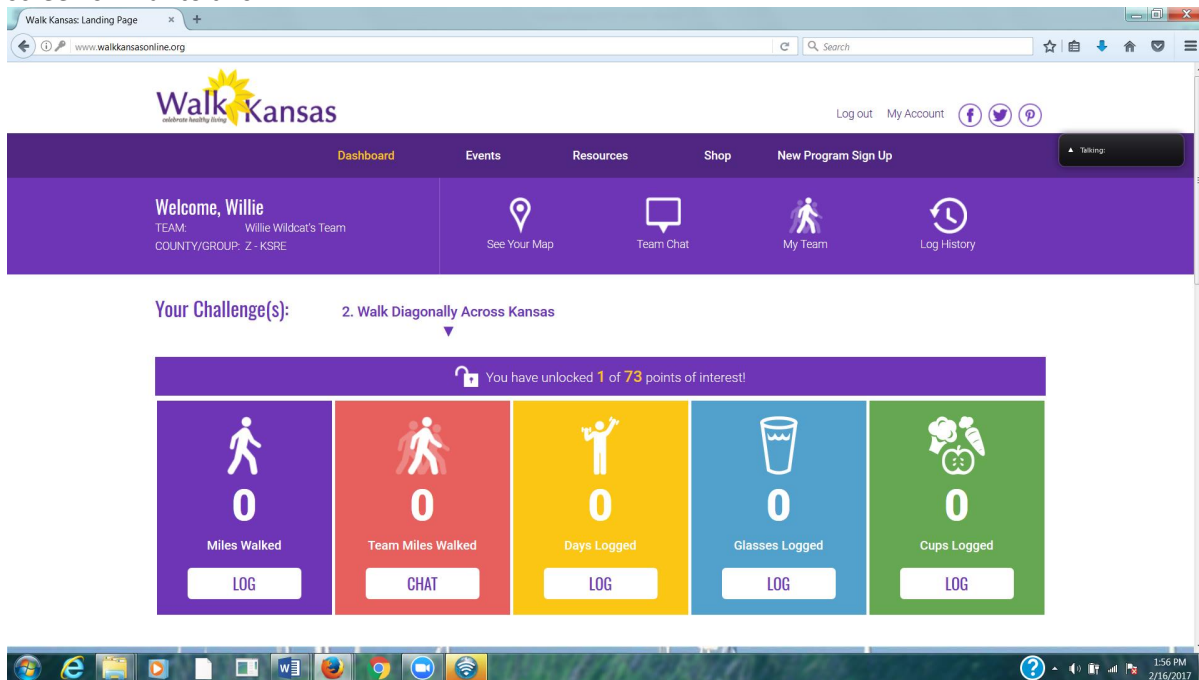 Walk Kansas: Landing Page
www.walkkansasonline.org
Search
Walk Kansas
celebrate healthy living
Log out My Account
Dashboard Events Resources Shop New Program Sign Up
Talking:
Welcome, Willie
TEAM: Willie Wildcat's Team
COUNTY/GROUP: Z - KSRE
See Your Map Team Chat My Team Log History
Your Challenge(s): 2. Walk Diagonally Across Kansas
You have unlocked 1 of 73 points of interest!
0 0 0 0 0
Miles Walked Team Miles Walked Days Logged Glasses Logged Cups Logged
LOG CHAT LOG LOG LOG
1:56 PM
2/16/2017